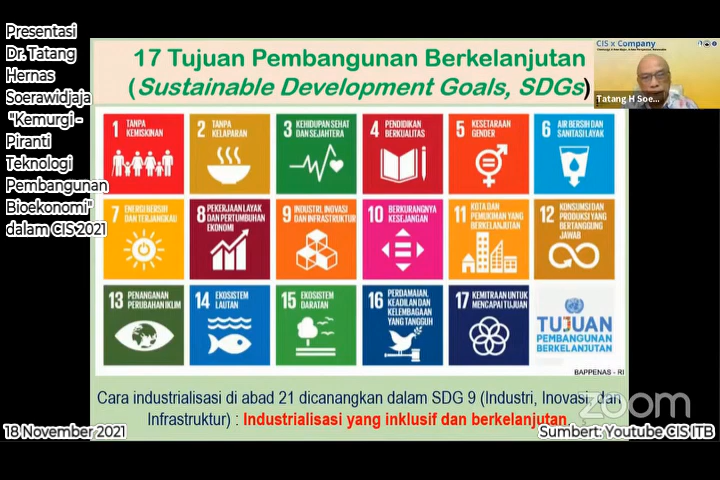 Presentasi
Dr. Tatang
Hernas
Soerawidjaja
"Kemurgi -
Piranti
Teknologi
Pembangunan
Bioekonomi"
dalam CIS 2021
17 Tujuan Pembangunan Berkelanjutan
(Sustainable Development Goals, SDGs)
CIS x Company
Tatang H Soe...
1 TANPA
KEMISKINAN
2 TANPA
KELAPARAN
3 KEHIDUPAN SEHAT
DAN SEJAHTERA
4 PENDIDIKAN
BERKUALITAS
5 KESETARAAN
GENDER
6 AIR BERSIH DAN
SANITASI LAYAK
7 ENERGI BERSIH
DAN TERJANGKAU
8 PEKERJAAN LAYAK
DAN PERTUMBUHAN
EKONOMI
9 INDUSTRI, INOVASI
DAN INFRASTRUKTUR
10 BERKURANGNYA
KESENJANGAN
11 KOTA DAN
PEMUKIMAN YANG
BERKELANJUTAN
12 KONSUMSI DAN
PRODUKSI YANG
BERTANGGUNG
JAWAB
13 PENANGANAN
PERUBAHAN IKLIM
14 EKOSISTEM
LAUTAN
15 EKOSISTEM
DARATAN
16 PERDAMAIAN,
KEADILAN DAN
KELEMBAGAAN
YANG TANGGUH
17 KEMITRAAN UNTUK
MENCAPAI TUJUAN
TUJUAN
PEMBANGUNAN
BERKELANJUTAN
BAPPENAS - RI
Cara industrialisasi di abad 21 dicanangkan dalam SDG 9 (Industri, Inovasi, dan
Infrastruktur) : Industrialisasi yang inklusif dan berkelanjutan.
zoom
18 November 2021
Sumbert: Youtube CIS ITB